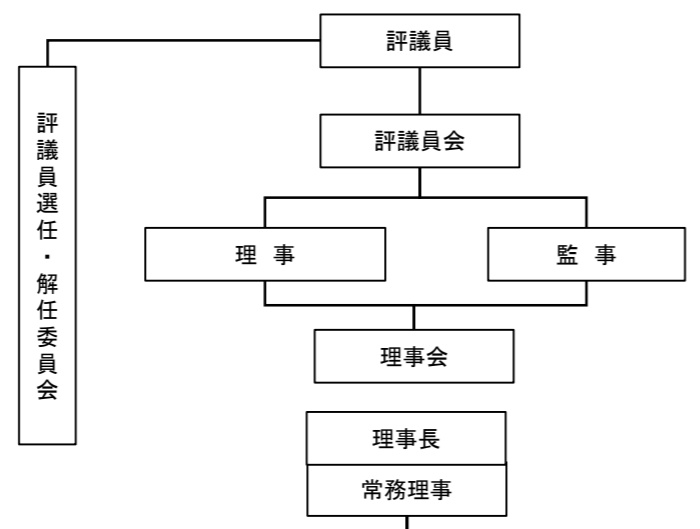 評議員
評議員選任・解任委員会
評議員会
理　事
監　事
理事会
理事長
常務理事